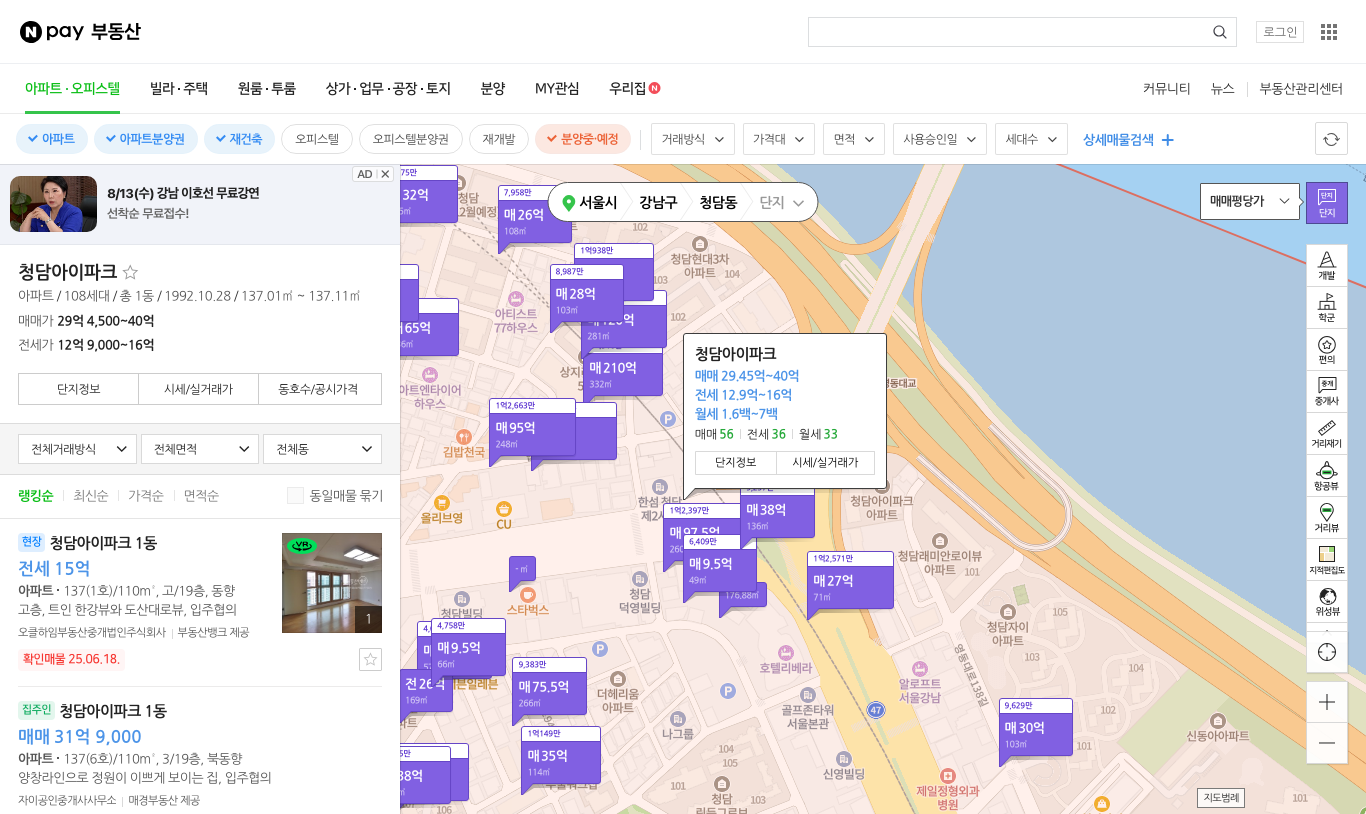 N pay 부동산
로그인
아파트 · 오피스텔
빌라 · 주택
원룸 · 투룸
상가 · 업무 · 공장 · 토지
분양
MY관심
우리집 N
커뮤니티
뉴스
부동산관리센터
아파트
아파트분양권
재건축
오피스텔
오피스텔분양권
재개발
분양중·예정
거래방식
가격대
면적
사용승인일
세대수
상세매물검색
AD
8/13(수) 강남 이호선 무료강연
선착순 무료접수!
청담아이파크
아파트 / 108세대 / 총 1동 / 1992.10.28 / 137.01㎡ ~ 137.11㎡
매매가 29억 4,500~40억
전세가 12억 9,000~16억
단지정보
시세/실거래가
동호수/공시가격
전체거래방식
전체면적
전체동
랭킹순
최신순
가격순
면적순
동일매물 묶기
현장 청담아이파크 1동
전세 15억
아파트 · 137(1호)/110㎡, 고/19층, 동향
고층, 트인 한강뷰와 도산대로뷰, 입주협의
오클하임부동산중개법인주식회사 | 부동산뱅크 제공
확인매물 25.06.18.
VR
1
집주인 청담아이파크 1동
매매 31억 9,000
아파트 · 137(6호)/110㎡, 3/19층, 북동향
양창라인으로 정원이 이쁘게 보이는 집, 입주협의
자이공인중개사사무소 | 매경부동산 제공
서울시
강남구
청담동
단지
매매평당가
단지
단지
개발
학군
편의
중개
중개사
거리재기
항공뷰
거리뷰
지적편집도
위성뷰
75만
32억
7,958만
매26억
108㎡
102
청담현대3차
아파트
104
103
1억938만
8,987만
매28억
103㎡
아티스트
77하우스
65억
281㎡
매210억
332㎡
아트엔타이어
하우스
1억2,663만
매95억
248㎡
김밥천국
P
청담아이파크
매매 29.45억~40억
전세 12.9억~16억
월세 1.6백~7백
매매 56 | 전세 36 | 월세 33
단지정보
시세/실거래가
동대교
올리브영
CU
매38억
136㎡
1억2,397만
매97.5억
6,409만
매9.5억
49㎡
176.88㎡
청담아이파크
아파트
청담래미안로이뷰
아파트
101
1억2,571만
매27억
71㎡
- ㎡
스타벅스
청담
덕영빌딩
청담빌딩
4,758만
매9.5억
66㎡
전26
169㎡
9,383만
매75.5억
266㎡
P
더헤리움
아파트
호텔리베라
P
골프존타워
서울본관
나그룹
47
알로프트
서울강남
청담자이
아파트
105
103
104
102
101
영동대로138길
9,629만
매30억
103㎡
신동아아파트
1억149만
매35억
114㎡
38억
106
104
105
101
103
청담
신영빌딩
제일정형외과
병원
지도범례
101